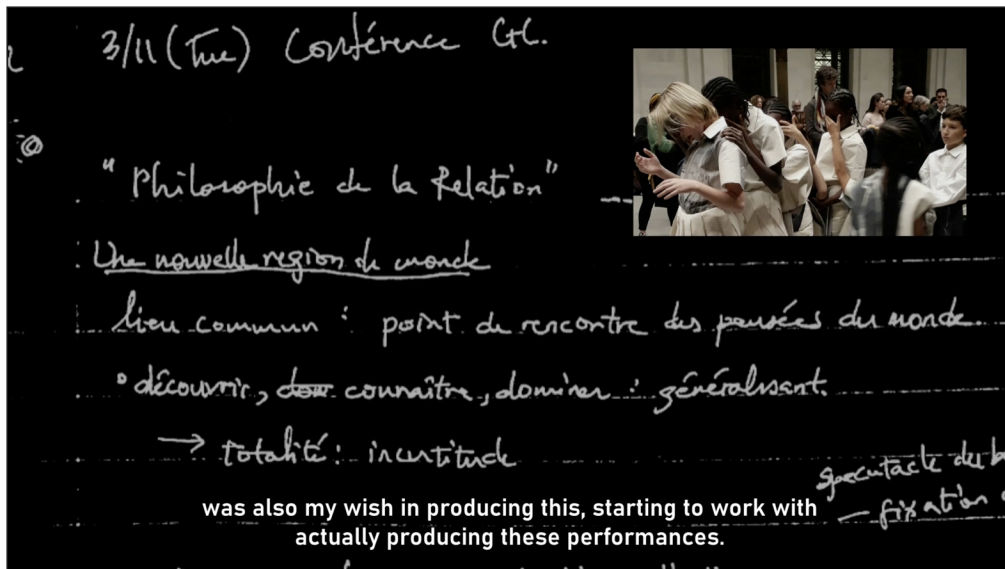 3/11 (Tue) Conférence GC.
"Philosophie de la Relation"
Une nouvelle region du monde
lieu commun : point de rencontre des pensées du monde.
découvrir, connaître, dominer : généralisant.
→ Totalité : incertitude
spectacle du
— fixation
was also my wish in producing this, starting to work with
actually producing these performances.